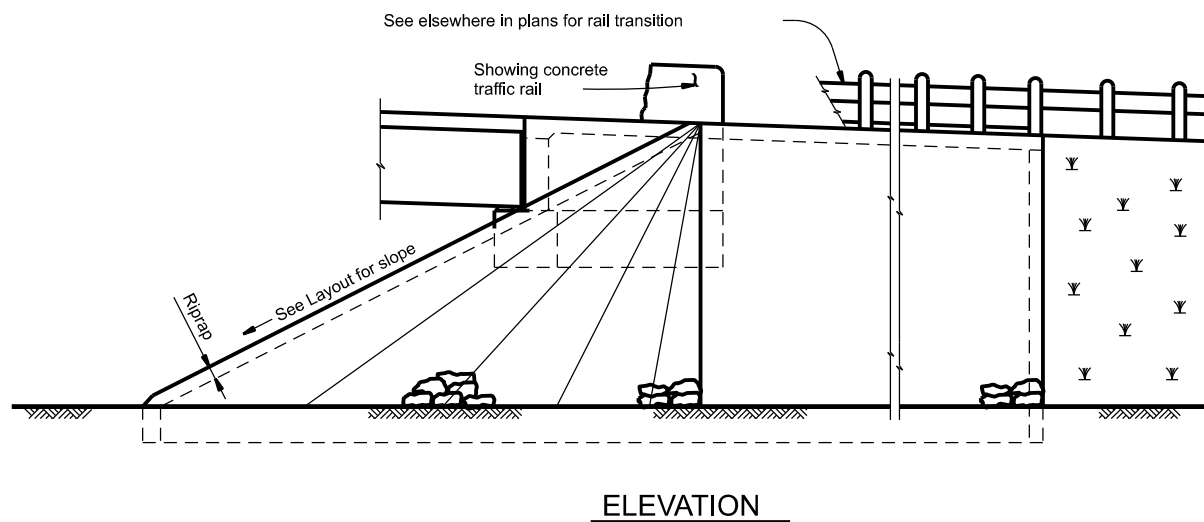 See elsewhere in plans for rail transition
Showing concrete
traffic rail
See Layout for slope
Riprap
ELEVATION